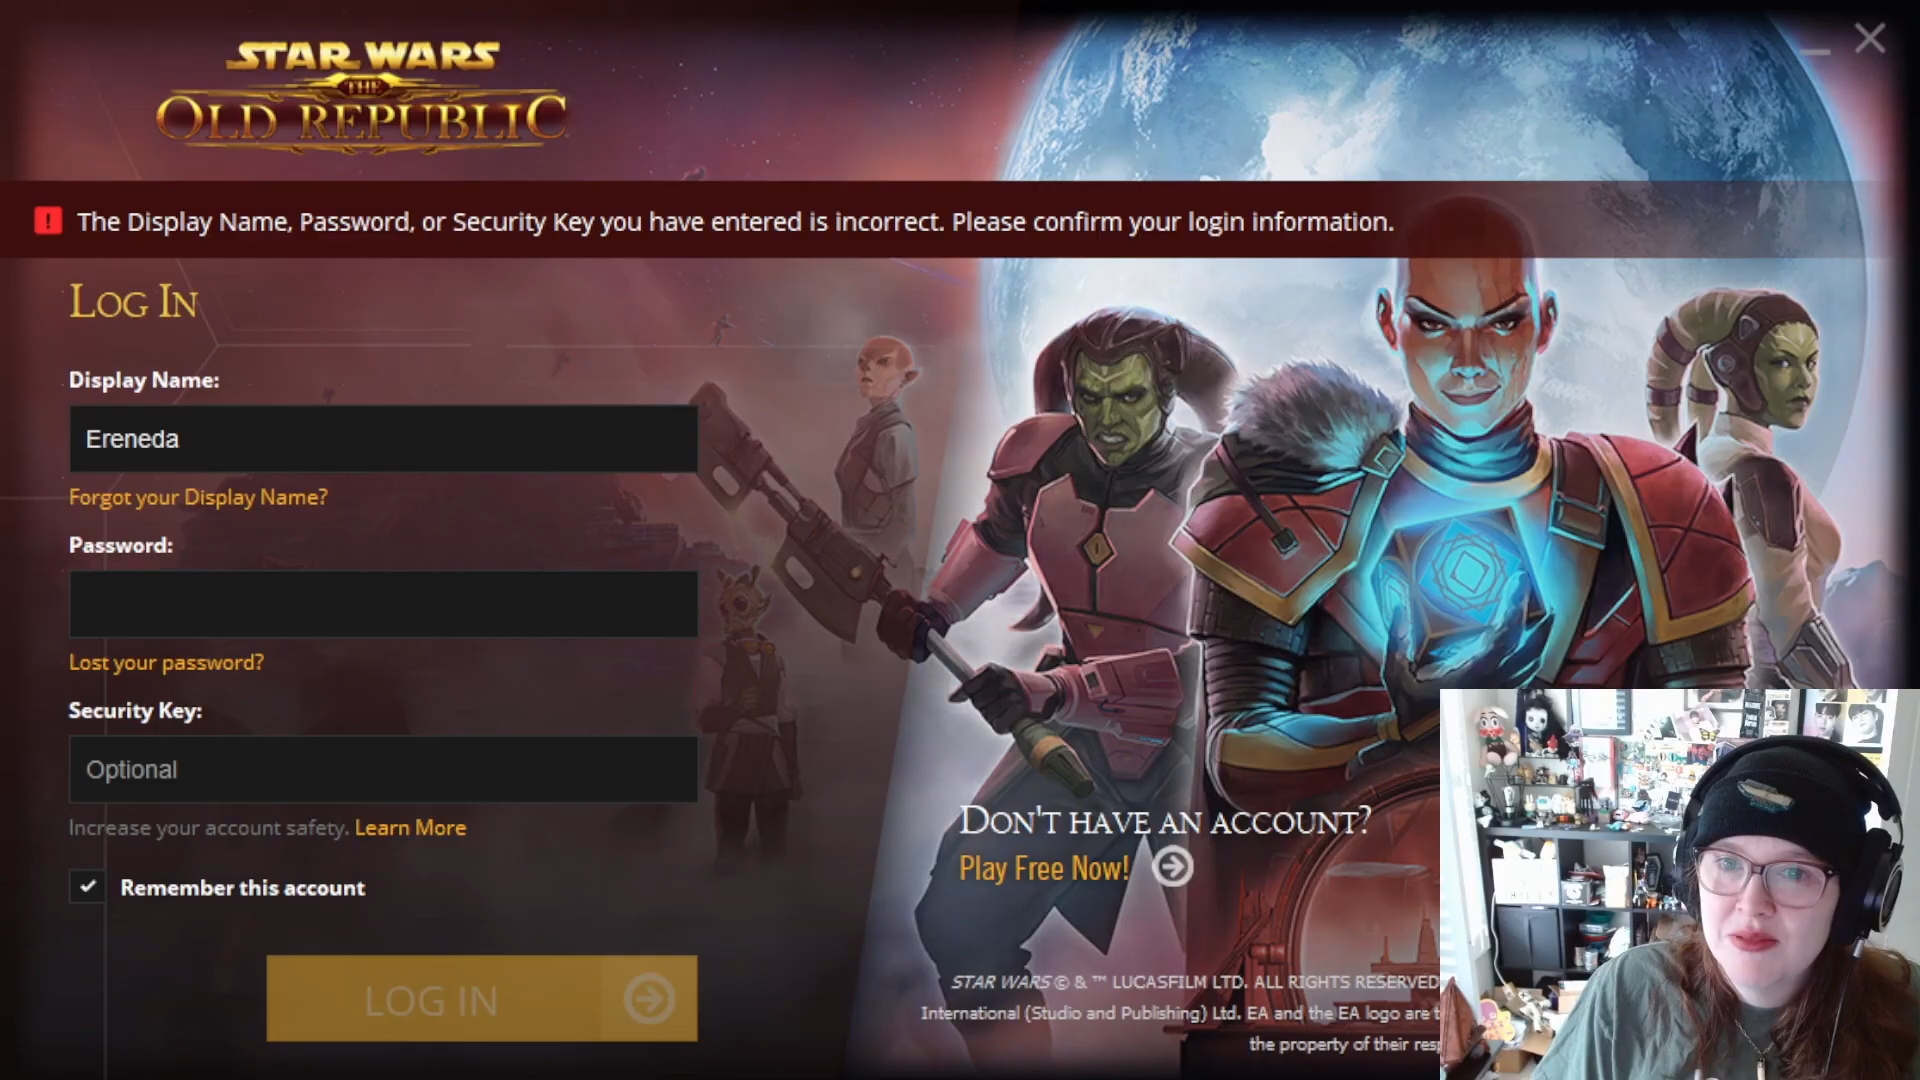 STAR WARS
THE
OLD REPUBLIC
! The Display Name, Password, or Security Key you have entered is incorrect. Please confirm your login information.
LOG IN
Display Name:
Ereneda
Forgot your Display Name?
Password:
Lost your password?
Security Key:
Optional
Increase your account safety. Learn More
Remember this account
LOG IN
DON'T HAVE AN ACCOUNT?
Play Free Now!
STAR WARS © & ™ LUCASFILM LTD. ALL RIGHTS RESERVED
International (Studio and Publishing) Ltd. EA and the EA logo are
the property of their